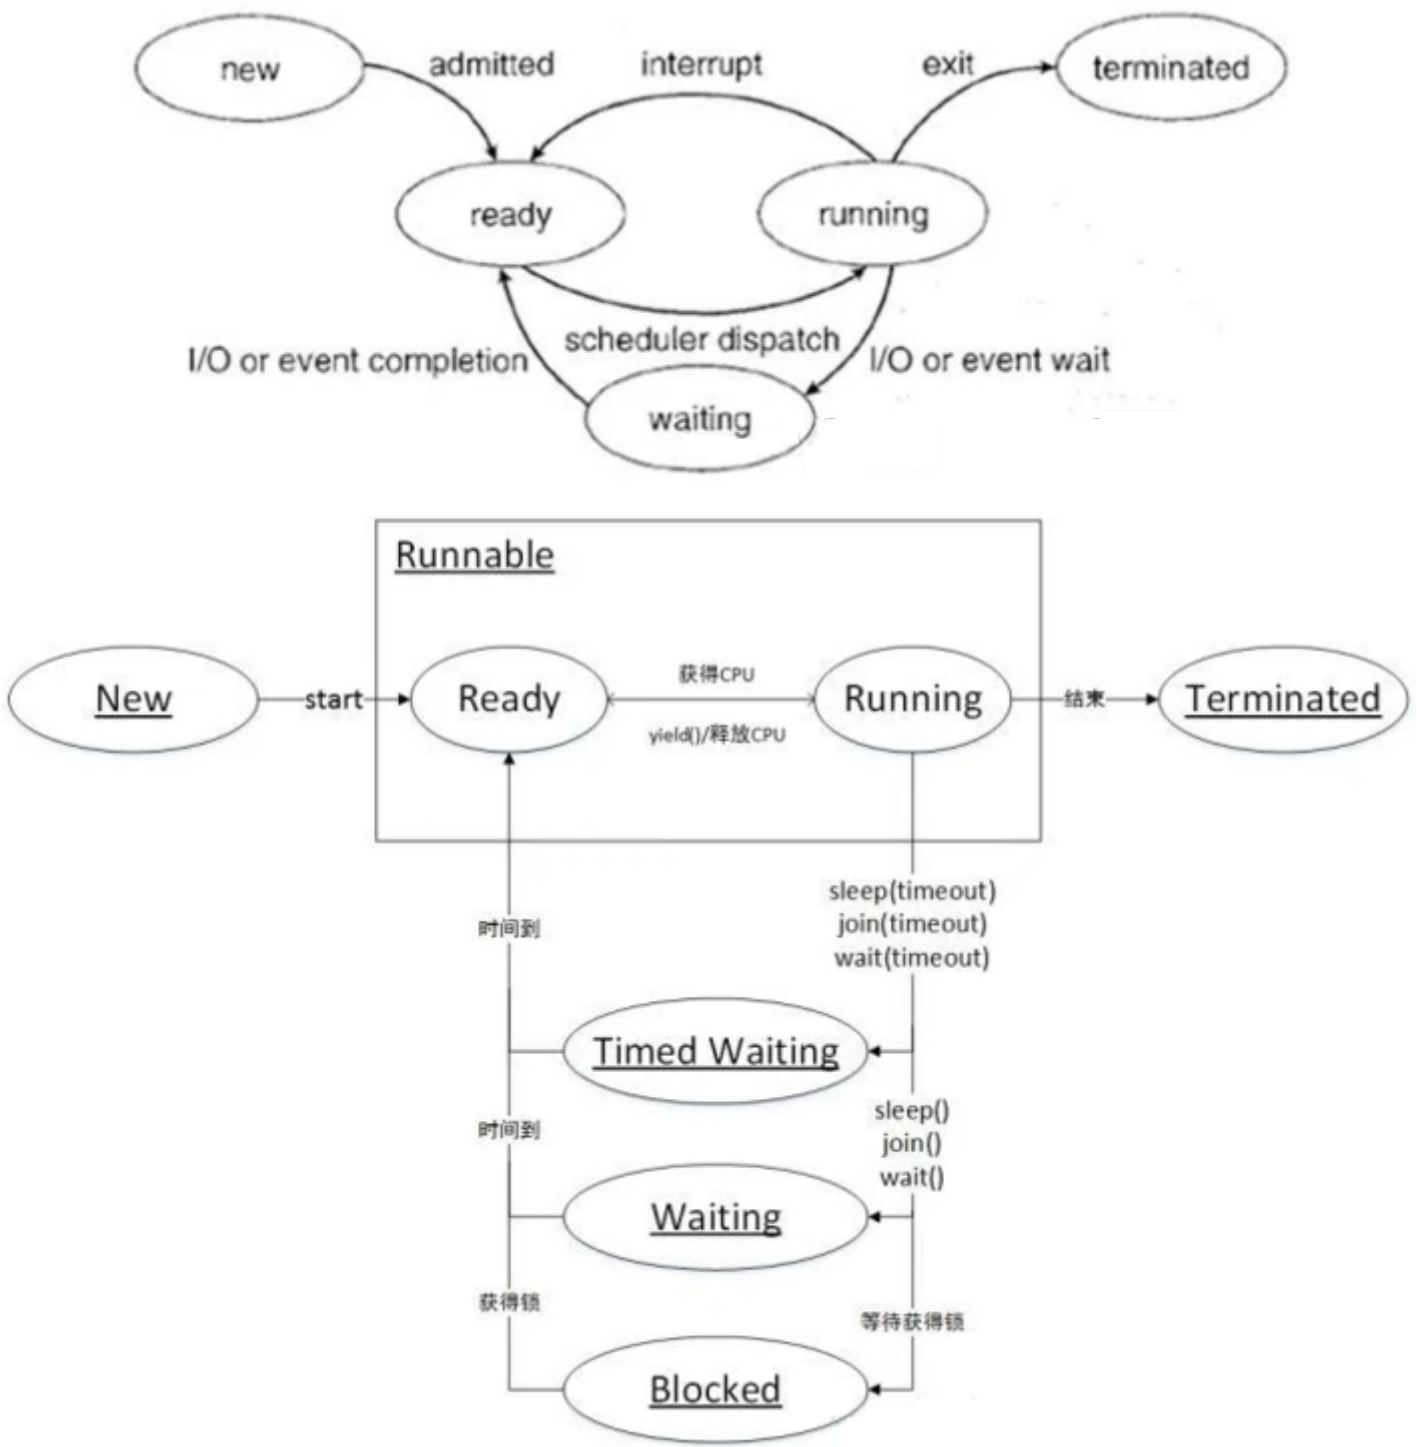 new
admitted
interrupt
exit
terminated
ready
running
scheduler dispatch
I/O or event completion
I/O or event wait
waiting
Runnable
New
start
Ready
获得CPU
yield()/释放CPU
Running
结束
Terminated
时间到
sleep(timeout)
join(timeout)
wait(timeout)
Timed Waiting
时间到
sleep()
join()
wait()
Waiting
获得锁
等待获得锁
Blocked